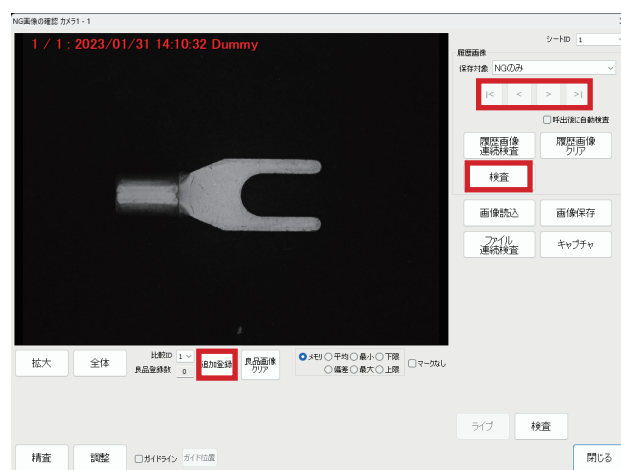 NG画像の確認 カメラ1 - 1
1 / 1 : 2023/01/31 14:10:32 Dummy
シートID 1
履歴画像
保存対象 NGのみ
|< < > >|
呼出後に自動検査
履歴画像
連続検査
履歴画像
クリア
検査
画像読込
画像保存
ファイル
連続検査
キャプチャ
拡大
全体
比較ID 1
良品登録数 0
追加登録
良品画像
クリア
メモリ 平均 最小 下限
偏差 最大 上限
マークなし
ライブ
検査
精査
調整
ガイドライン
ガイド位置
閉じる